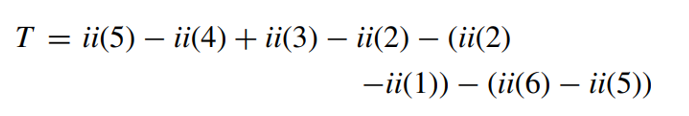 T = ii(5) − ii(4) + ii(3) − ii(2) − (ii(2)
−ii(1)) − (ii(6) − ii(5))